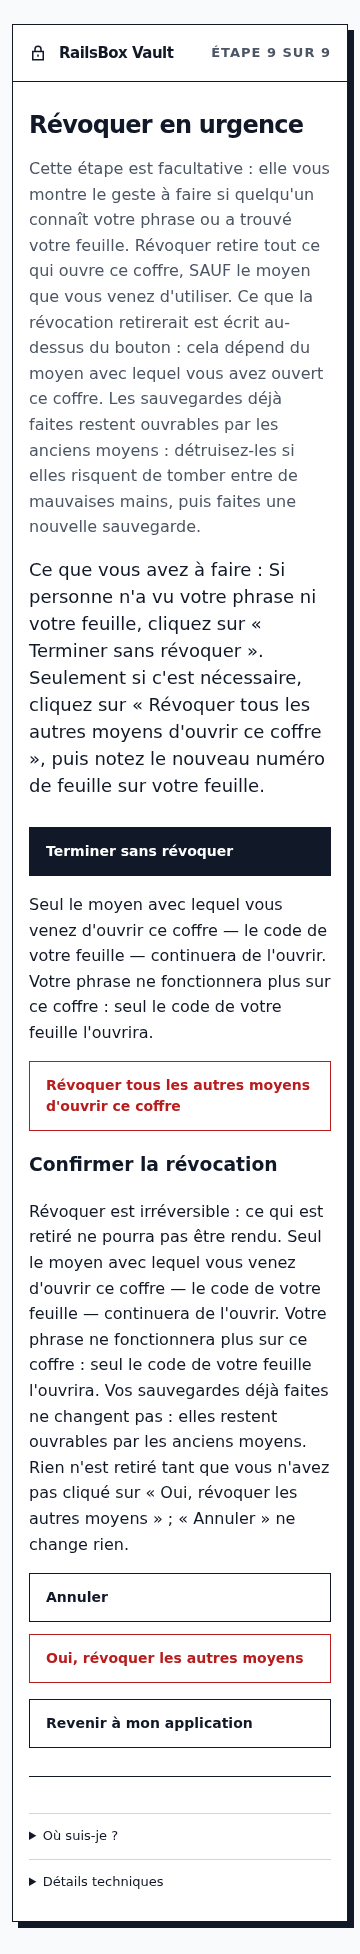 RailsBox Vault
ÉTAPE 9 SUR 9
Révoquer en urgence
Cette étape est facultative : elle vous
montre le geste à faire si quelqu'un
connaît votre phrase ou a trouvé
votre feuille. Révoquer retire tout ce
qui ouvre ce coffre, SAUF le moyen
que vous venez d'utiliser. Ce que la
révocation retirerait est écrit au-
dessus du bouton : cela dépend du
moyen avec lequel vous avez ouvert
ce coffre. Les sauvegardes déjà
faites restent ouvrables par les
anciens moyens : détruisez-les si
elles risquent de tomber entre de
mauvaises mains, puis faites une
nouvelle sauvegarde.
Ce que vous avez à faire : Si
personne n'a vu votre phrase ni
votre feuille, cliquez sur «
Terminer sans révoquer ».
Seulement si c'est nécessaire,
cliquez sur « Révoquer tous les
autres moyens d'ouvrir ce coffre
», puis notez le nouveau numéro
de feuille sur votre feuille.
Terminer sans révoquer
Seul le moyen avec lequel vous
venez d'ouvrir ce coffre — le code de
votre feuille — continuera de l'ouvrir.
Votre phrase ne fonctionnera plus sur
ce coffre : seul le code de votre
feuille l'ouvrira.
Révoquer tous les autres moyens
d'ouvrir ce coffre
Confirmer la révocation
Révoquer est irréversible : ce qui est
retiré ne pourra pas être rendu. Seul
le moyen avec lequel vous venez
d'ouvrir ce coffre — le code de votre
feuille — continuera de l'ouvrir. Votre
phrase ne fonctionnera plus sur ce
coffre : seul le code de votre feuille
l'ouvrira. Vos sauvegardes déjà faites
ne changent pas : elles restent
ouvrables par les anciens moyens.
Rien n'est retiré tant que vous n'avez
pas cliqué sur « Oui, révoquer les
autres moyens » ; « Annuler » ne
change rien.
Annuler
Oui, révoquer les autres moyens
Revenir à mon application
Où suis-je ?
Détails techniques